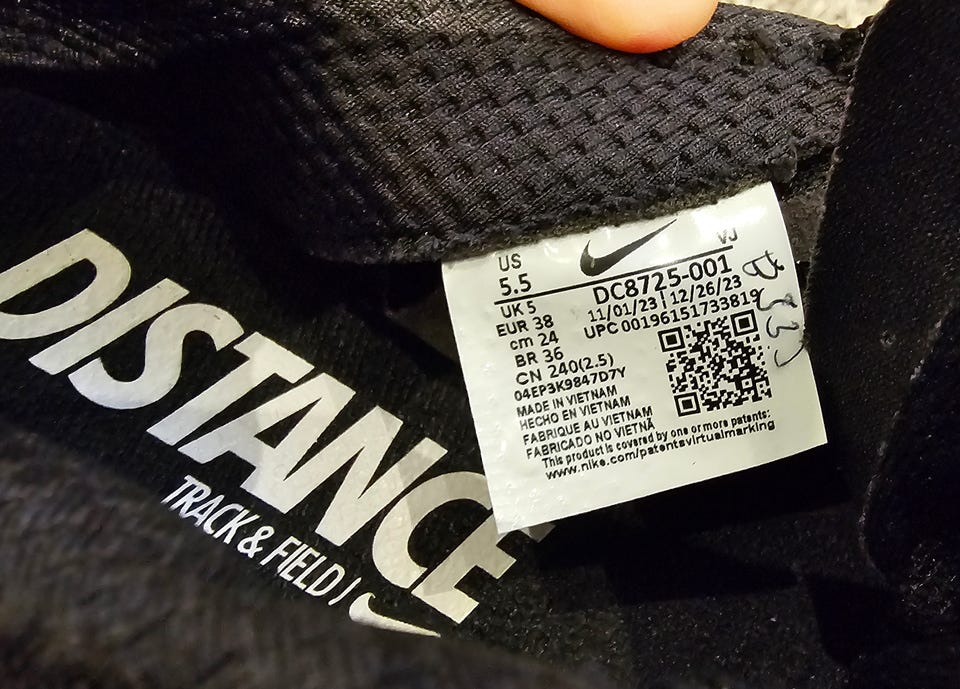 DISTANCE
TRACK & FIELD |
US
5.5
VJ
UK 5
DC8725-001
EUR 38
11/01/23 | 12/26/23
cm 24
UPC 00196151733819
BR 36
CN 240(2.5)
04EP3K9847D7Y
MADE IN VIETNAM
HECHO EN VIETNAM
FABRIQUE AU VIETNAM
FABRICADO NO VIETNÃ
This product is covered by one or more patents:
www.nike.com/patentsvirtualmarking